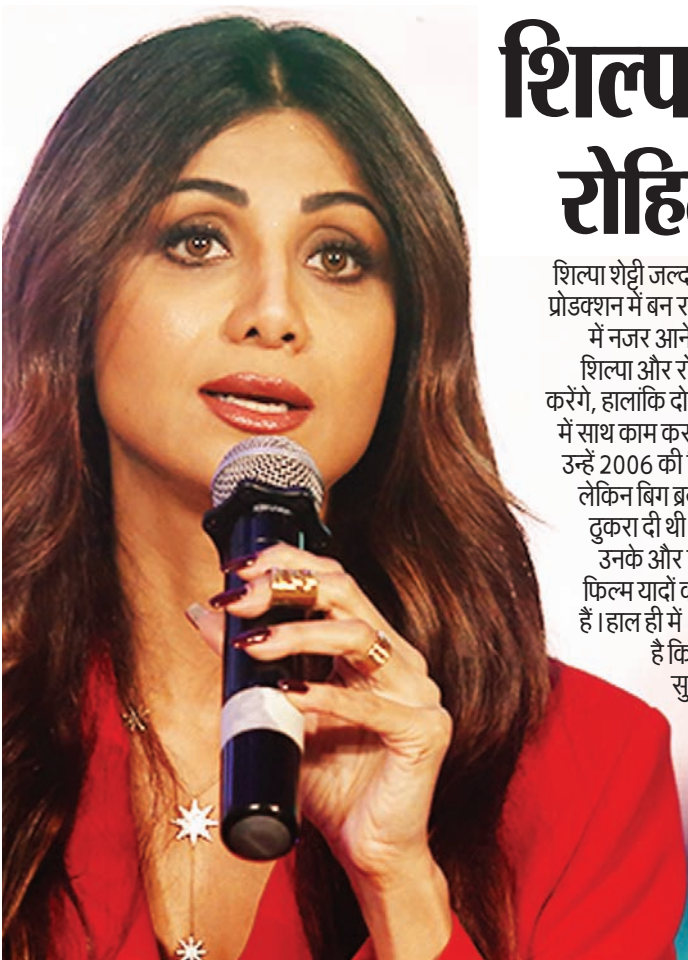 शिल्प
रोहि
शिल्पा शेट्टी जल्द
प्रोडक्शन में बन र
में नजर आने
शिल्पा और रो
करेंगे, हालांकि दो
में साथ काम कर
उन्हें 2006 की
लेकिन बिग ब्र
ठुकरा दी थी
उनके और
फिल्म यादों
हैं। हाल ही में
है कि
सु